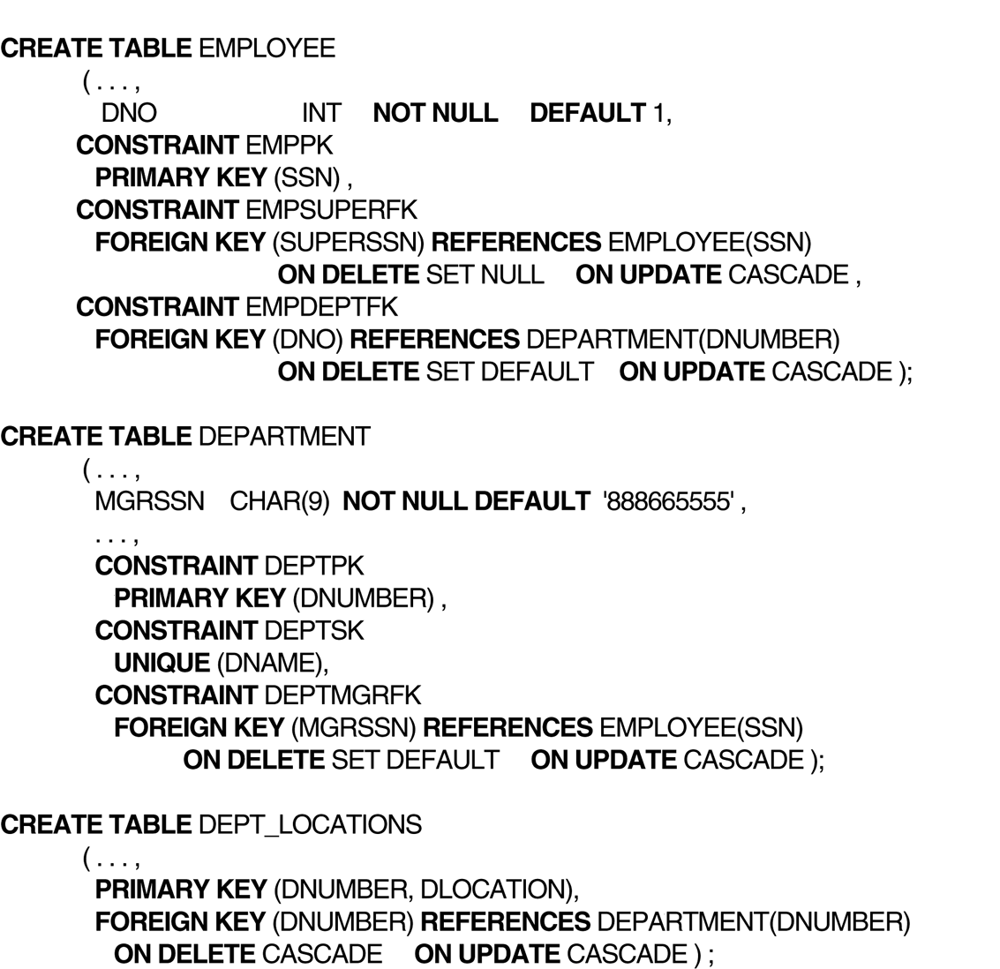 CREATE TABLE EMPLOYEE
( . . . ,
DNO INT NOT NULL DEFAULT 1,
CONSTRAINT EMPPK
PRIMARY KEY (SSN) ,
CONSTRAINT EMPSUPERFK
FOREIGN KEY (SUPERSSN) REFERENCES EMPLOYEE(SSN)
ON DELETE SET NULL ON UPDATE CASCADE ,
CONSTRAINT EMPDEPTFK
FOREIGN KEY (DNO) REFERENCES DEPARTMENT(DNUMBER)
ON DELETE SET DEFAULT ON UPDATE CASCADE );
CREATE TABLE DEPARTMENT
( . . . ,
MGRSSN CHAR(9) NOT NULL DEFAULT '888665555' ,
. . . ,
CONSTRAINT DEPTPK
PRIMARY KEY (DNUMBER) ,
CONSTRAINT DEPTSK
UNIQUE (DNAME),
CONSTRAINT DEPTMGRFK
FOREIGN KEY (MGRSSN) REFERENCES EMPLOYEE(SSN)
ON DELETE SET DEFAULT ON UPDATE CASCADE );
CREATE TABLE DEPT_LOCATIONS
( . . . ,
PRIMARY KEY (DNUMBER, DLOCATION),
FOREIGN KEY (DNUMBER) REFERENCES DEPARTMENT(DNUMBER)
ON DELETE CASCADE ON UPDATE CASCADE ) ;